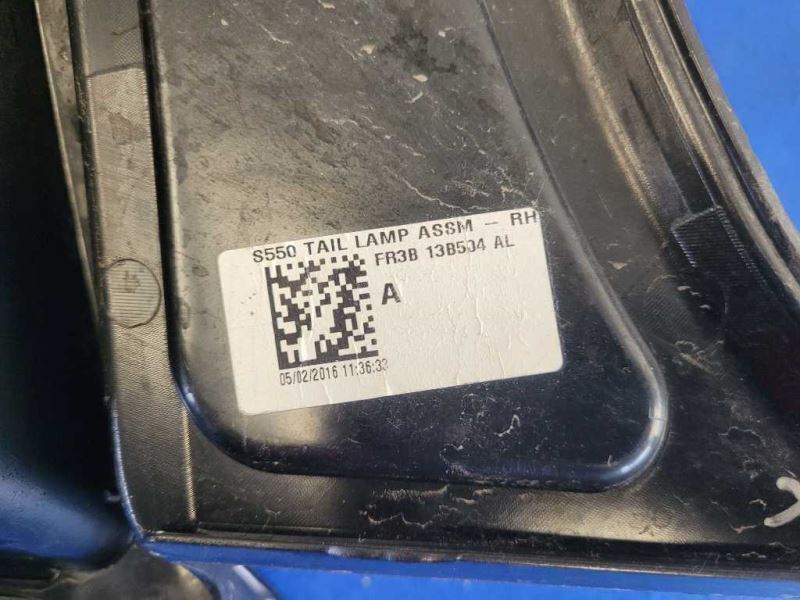 S550 TAIL LAMP ASSM - RH
FR3B 13B504 AL
A
05/02/2016 11:36:33